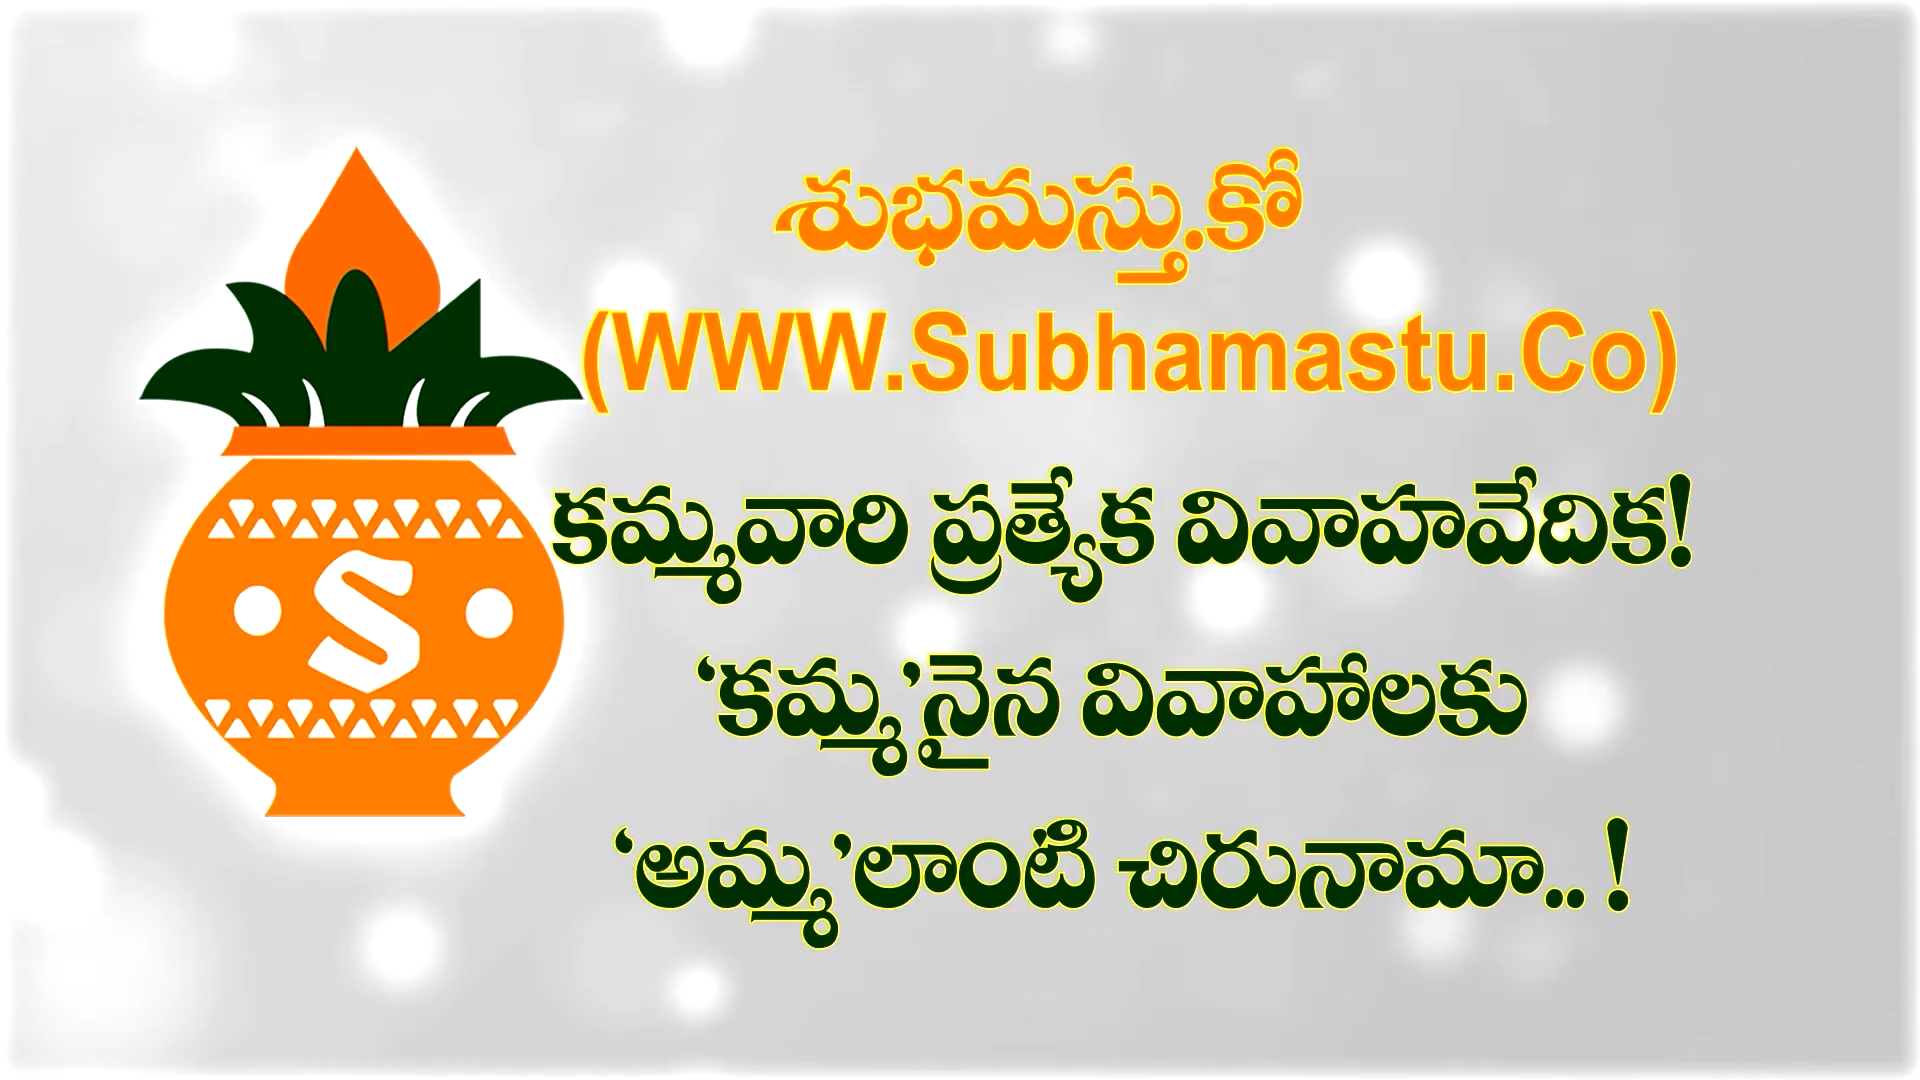 S
శుభమస్తు.కో
(WWW.Subhamastu.Co)
కమ్మవారి ప్రత్యేక వివాహవేదిక!
‘కమ్మ’నైన వివాహాలకు
‘అమ్మ’లాంటి చిరునామా.. !